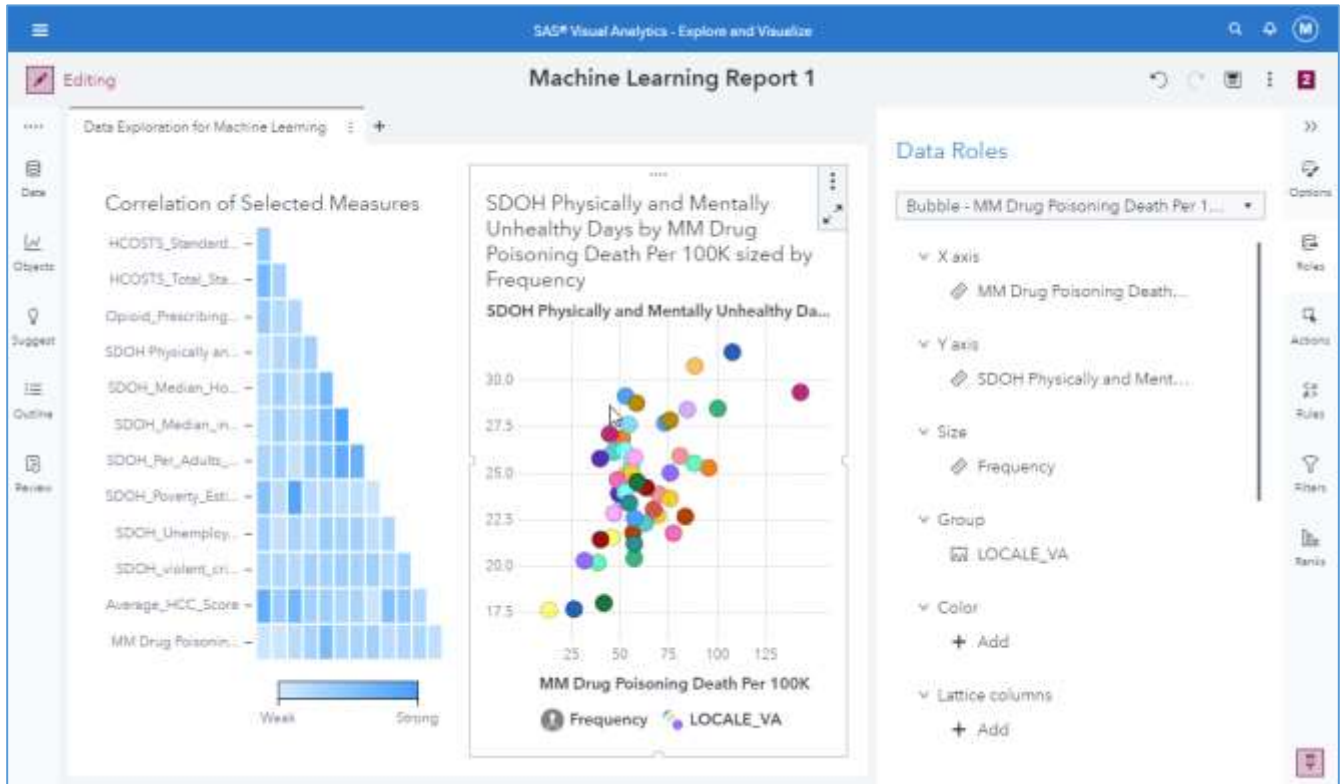 SAS® Visual Analytics - Explore and Visualize
M
Editing
Machine Learning Report 1
2
Data Exploration for Machine Learning
+
Data
Objects
Suggest
Outline
Review
Correlation of Selected Measures
HCOSTS_Standard...
HCOSTS_Total_Sta...
Opioid_Prescribing...
SDOH Physically an...
SDOH_Median_Ho...
SDOH_Median_in...
SDOH_Per_Adults_...
SDOH_Poverty_Esti...
SDOH_Unemploy...
SDOH_violent_cri...
Average_HCC_Score
MM Drug Poisonin...
Weak
Strong
SDOH Physically and Mentally
Unhealthy Days by MM Drug
Poisoning Death Per 100K sized by
Frequency
SDOH Physically and Mentally Unhealthy Da...
30.0
27.5
25.0
22.5
20.0
17.5
25 50 75 100 125
MM Drug Poisoning Death Per 100K
Frequency LOCALE_VA
Data Roles
Bubble - MM Drug Poisoning Death Per 1...
X axis
MM Drug Poisoning Death...
Y axis
SDOH Physically and Ment...
Size
Frequency
Group
LOCALE_VA
Color
+ Add
Lattice columns
+ Add
Options
Roles
Actions
Rules
Filters
Ranks